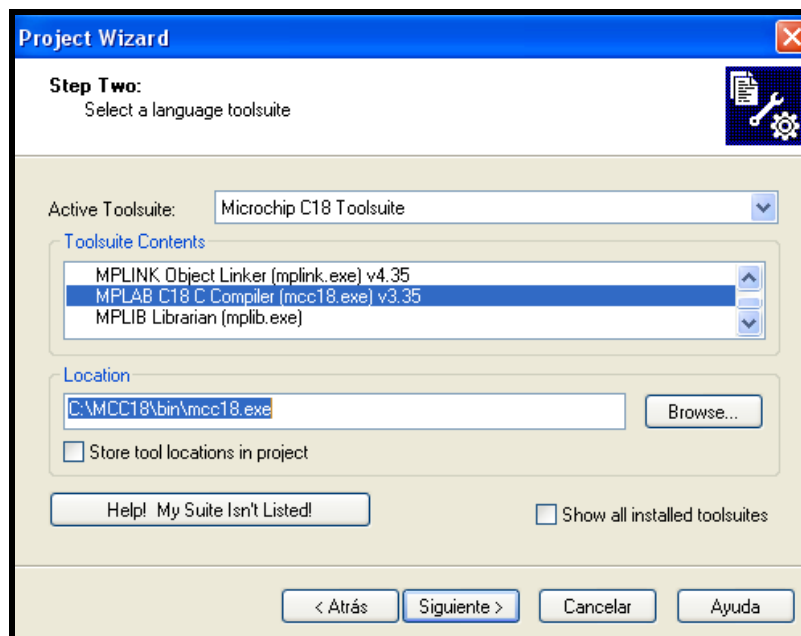 Project Wizard
Step Two:
Select a language toolsuite
Active Toolsuite: Microchip C18 Toolsuite
Toolsuite Contents
MPLINK Object Linker (mplink.exe) v4.35
MPLAB C18 C Compiler (mcc18.exe) v3.35
MPLIB Librarian (mplib.exe)
Location
C:\MCC18\bin\mcc18.exe Browse...
Store tool locations in project
Help! My Suite Isn't Listed! Show all installed toolsuites
< Atrás Siguiente > Cancelar Ayuda